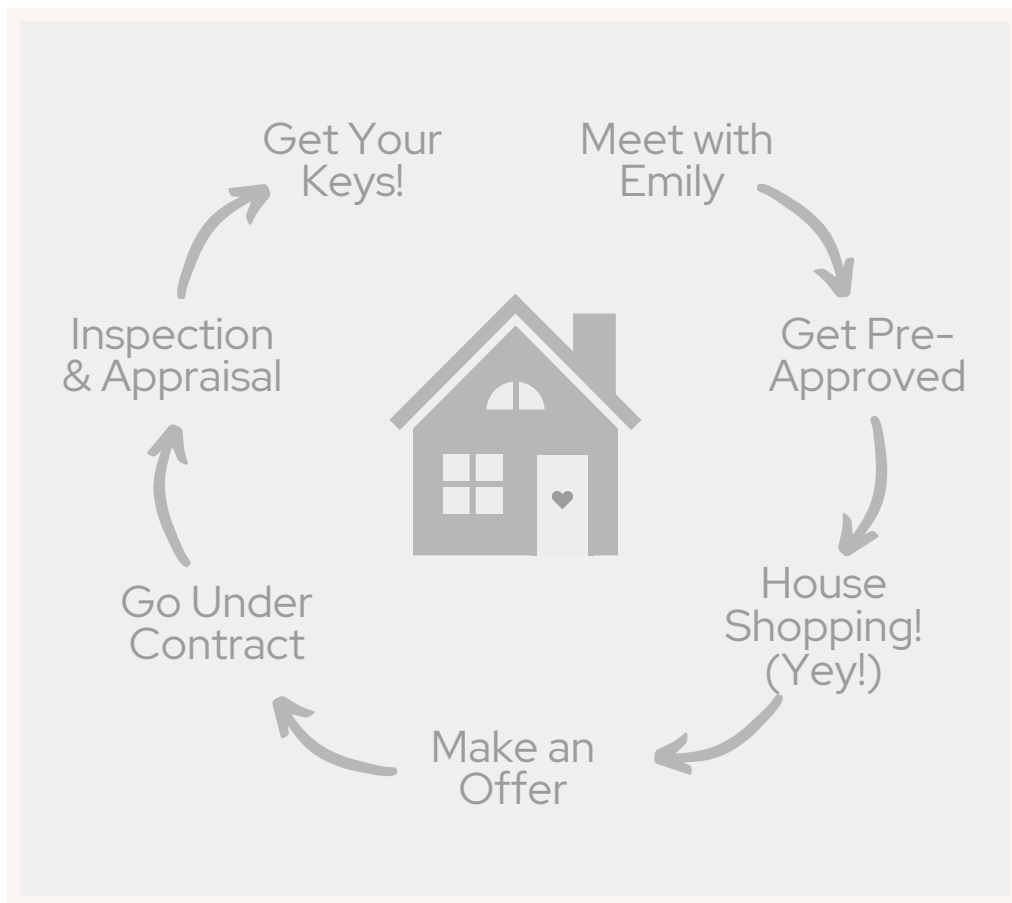 Meet with
Emily
Get Pre-
Approved
House
Shopping!
(Yey!)
Make an
Offer
Go Under
Contract
Inspection
& Appraisal
Get Your
Keys!